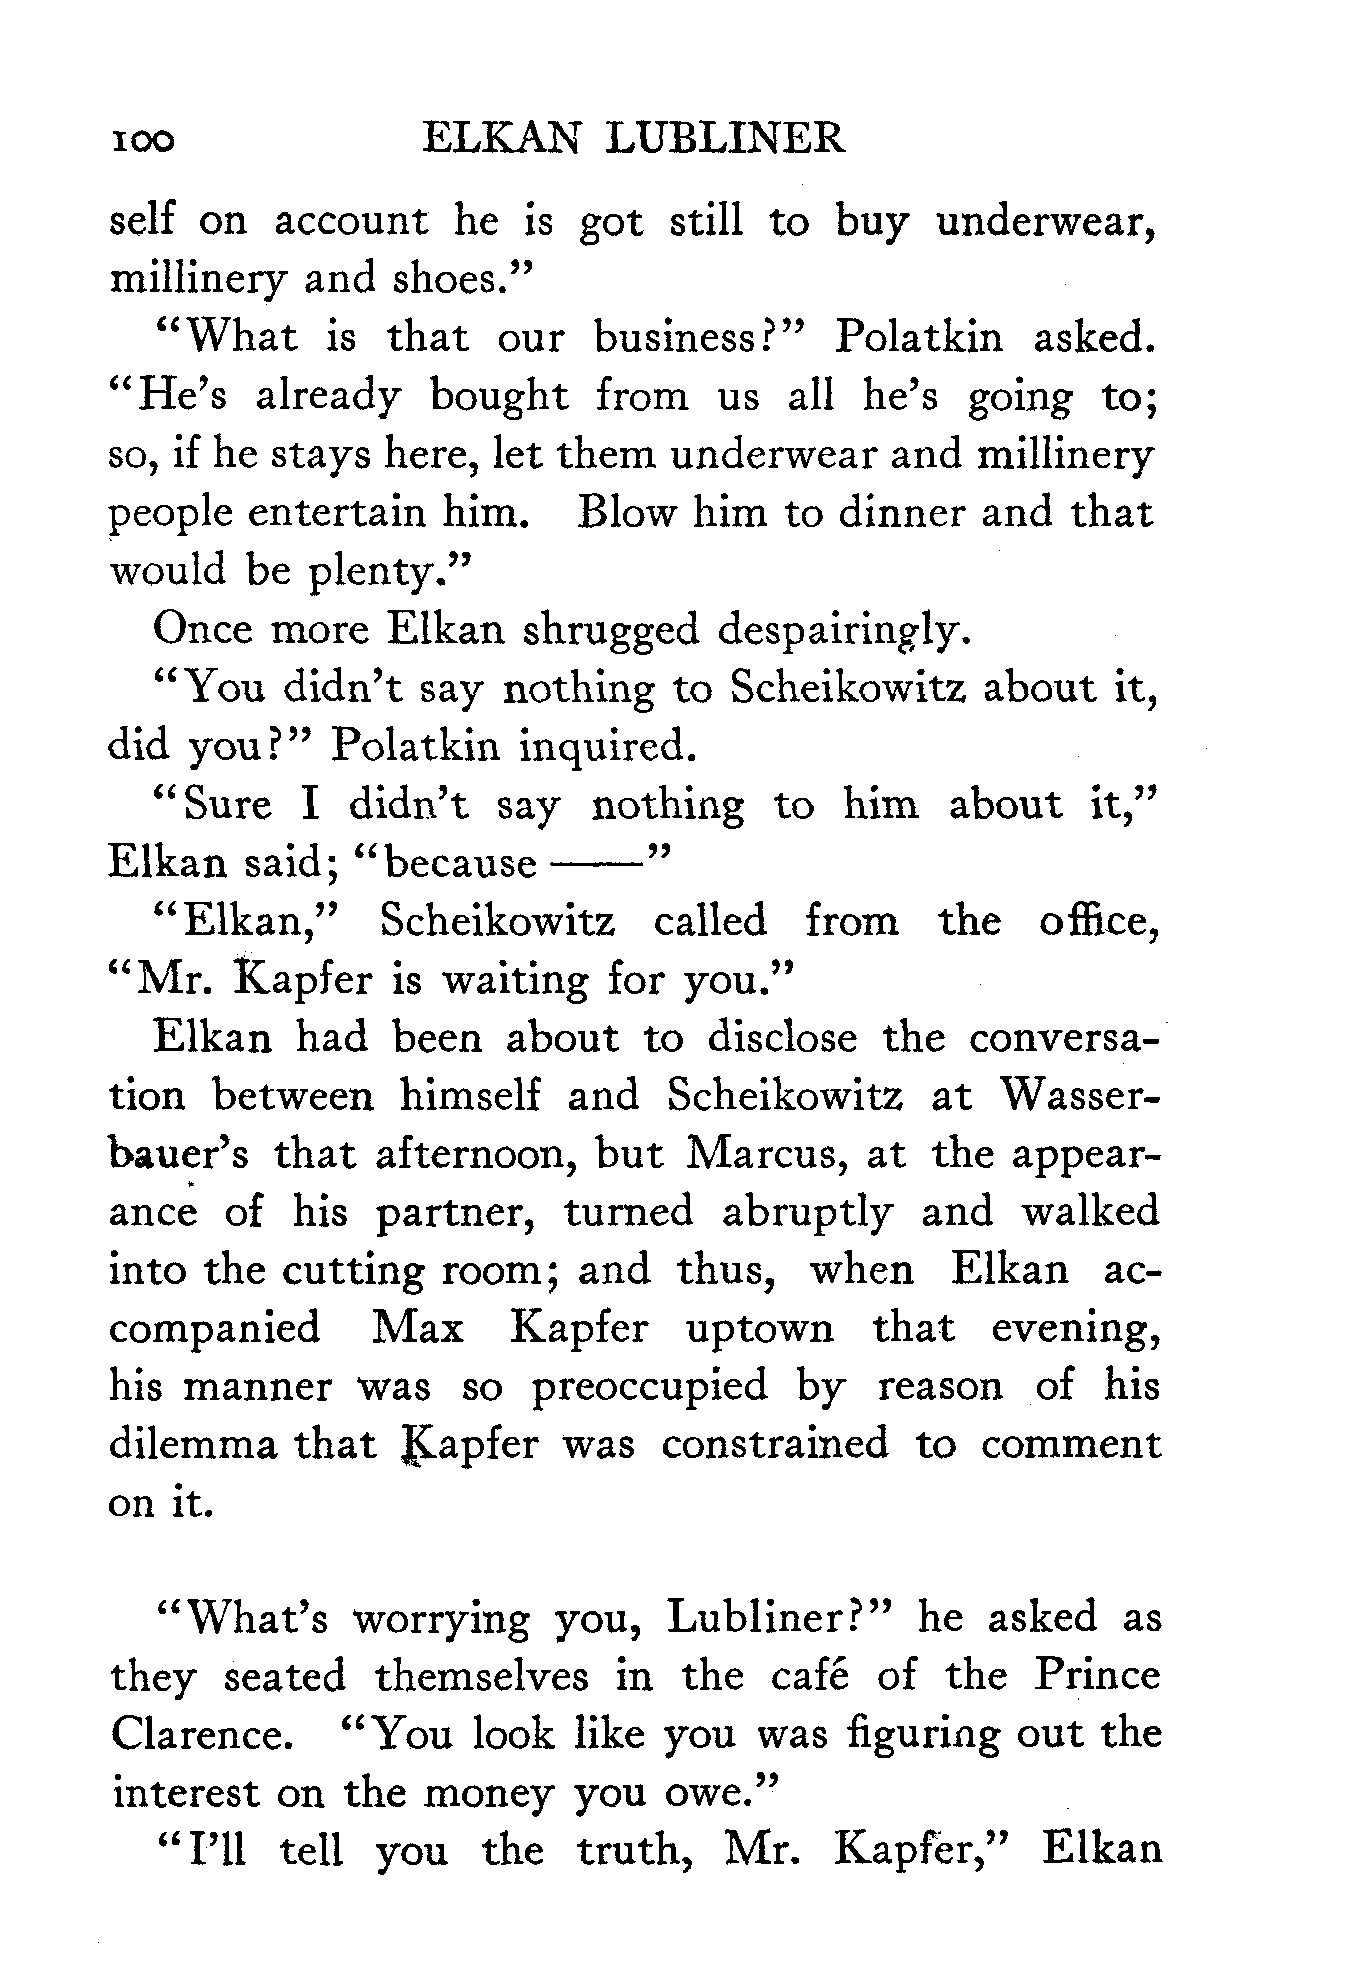 100 ELKAN LUBLINER
self on account he is got still to buy underwear,
millinery and shoes.”
“What is that our business?” Polatkin asked.
“He’s already bought from us all he’s going to;
so, if he stays here, let them underwear and millinery
people entertain him. Blow him to dinner and that
would be plenty.”
Once more Elkan shrugged despairingly.
“You didn’t say nothing to Scheikowitz about it,
did you?” Polatkin inquired.
“Sure I didn’t say nothing to him about it,”
Elkan said; “because ——”
“Elkan,” Scheikowitz called from the office,
“Mr. Kapfer is waiting for you.”
Elkan had been about to disclose the conversa-
tion between himself and Scheikowitz at Wasser-
bauer’s that afternoon, but Marcus, at the appear-
ance of his partner, turned abruptly and walked
into the cutting room; and thus, when Elkan ac-
companied Max Kapfer uptown that evening,
his manner was so preoccupied by reason of his
dilemma that Kapfer was constrained to comment
on it.
“What’s worrying you, Lubliner?” he asked as
they seated themselves in the café of the Prince
Clarence. “You look like you was figuring out the
interest on the money you owe.”
“I’ll tell you the truth, Mr. Kapfer,” Elkan